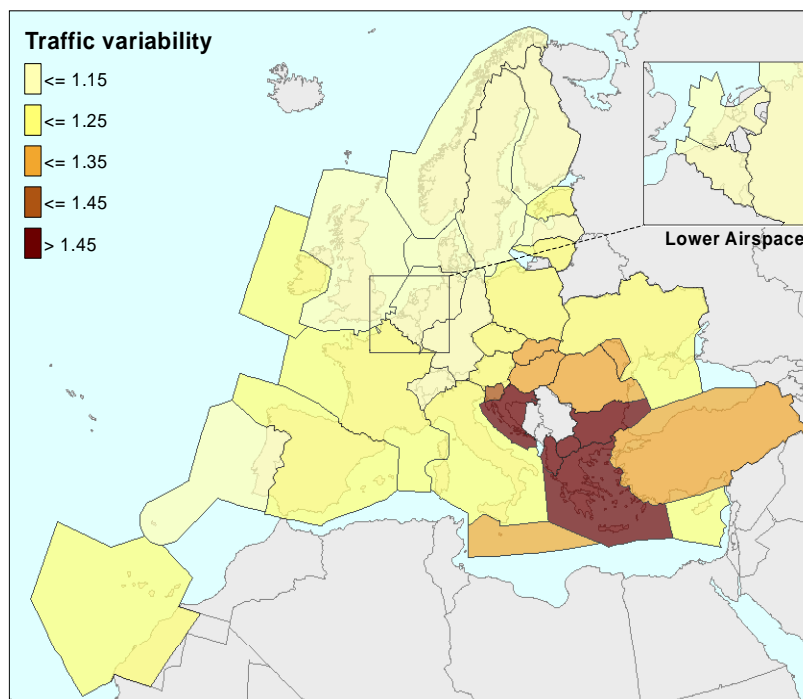 Traffic variability
<= 1.15
<= 1.25
<= 1.35
<= 1.45
> 1.45
Lower Airspace